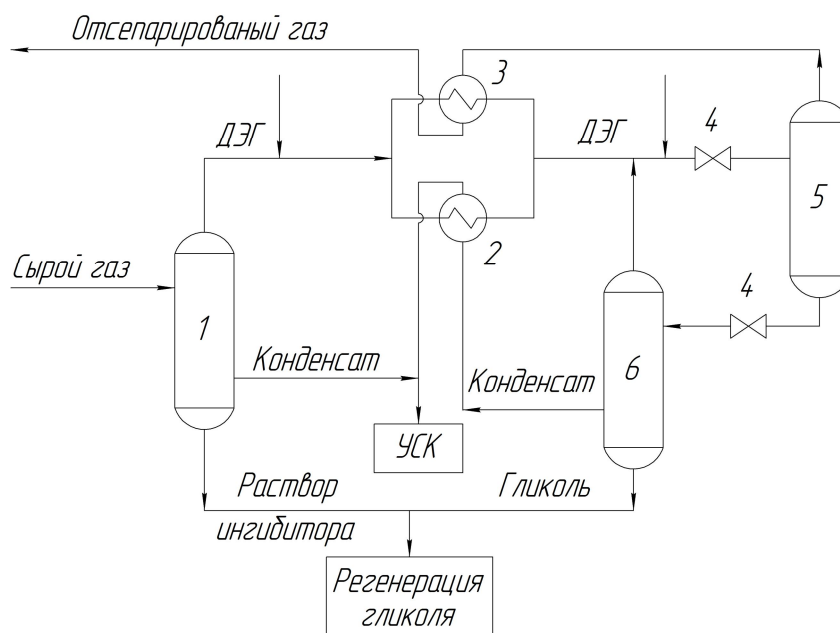 Отсепарированый газ
3
ДЭГ
ДЭГ
4
5
2
Сырой газ
4
1
Конденсат
Конденсат
6
УСК
Раствор
ингибитора
Гликоль
Регенерация
гликоля